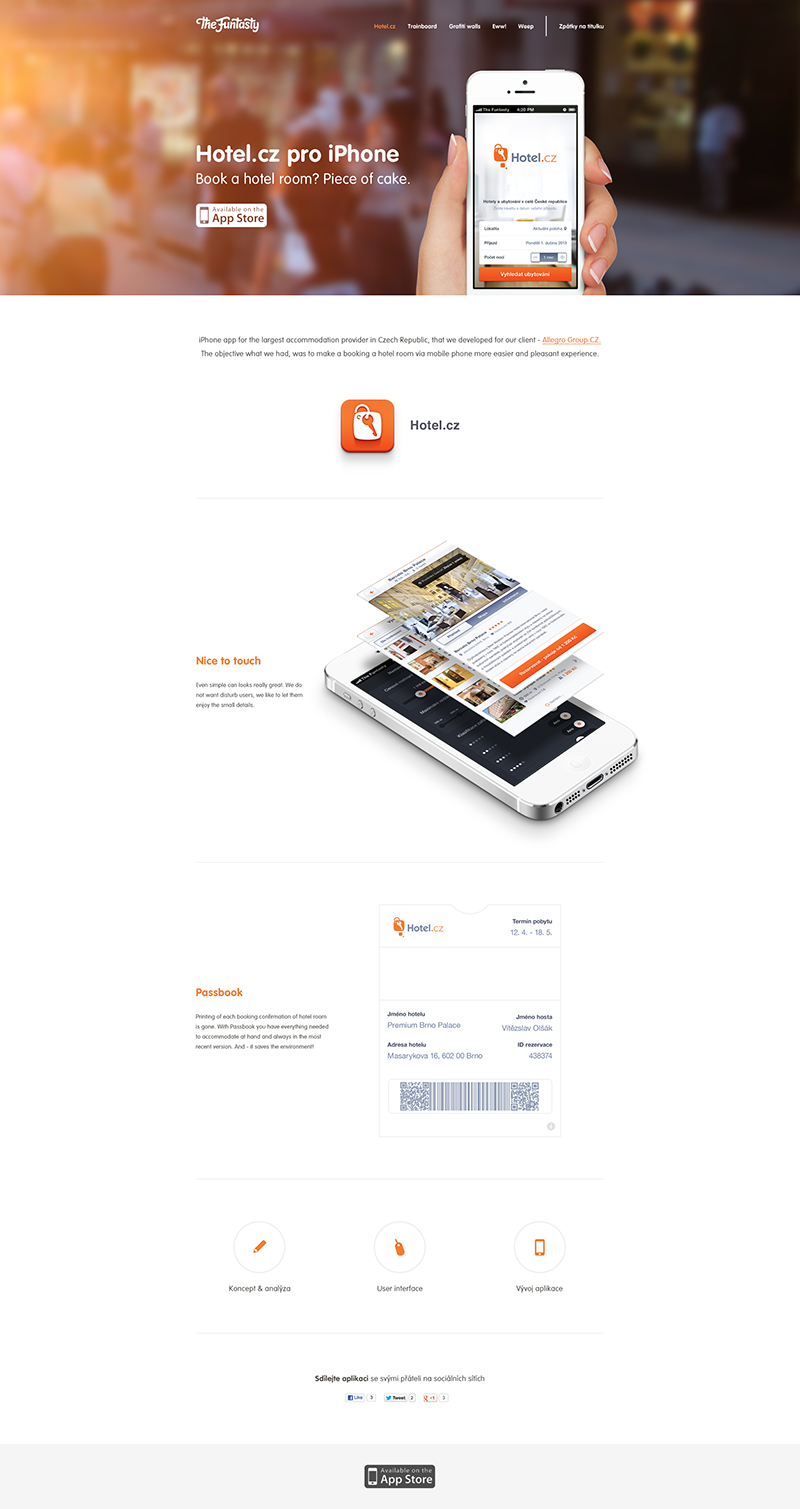 The Funtasty
Hotel.cz Trainboard Grafiti walls Eww! Weep Zpátky na titulku
The Funtasty 4:20 PM
Hotel.cz
Hotely a ubytování v celé České republice
Lokalita Aktuální poloha
Příjezd Pondělí 1. dubna 2013
Počet nocí 1 noc
Vyhledat ubytování
Hotel.cz pro iPhone
Book a hotel room? Piece of cake.
Available on the
App Store
iPhone app for the largest accommodation provider in Czech Republic, that we developed for our client - Allegro Group CZ.
The objective what we had, was to make a booking a hotel room via mobile phone more easier and pleasant experience.
Hotel.cz
Barcelo Brno Palace
Barcelo Brno Palace
The Funtasty
Nice to touch
Even simple can looks really great. We do
not want disturb users, we like to let them
enjoy the small details.
Hotel.cz
Termín pobytu
12. 4. - 18. 5.
Passbook
Printing of each booking confirmation of hotel room
is gone. With Passbook you have everything needed
to accommodate at hand and always in the most
recent version. And - it saves the environment!
Jméno hotelu Jméno hosta
Premium Brno Palace Vítězslav Olšák
Adresa hotelu ID rezervace
Masarykova 16, 602 00 Brno 438374
Koncept & analýza User interface Vývoj aplikace
Sdílejte aplikaci se svými přáteli na sociálních sítích
Like 3 Tweet 2 +1 3
Available on the
App Store